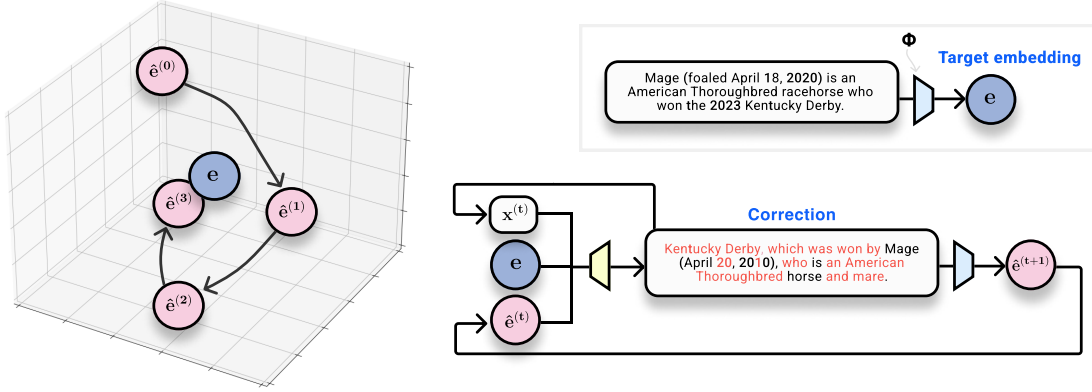 ê(0)
e
ê(3)
ê(1)
ê(2)
Φ
Target embedding
Mage (foaled April 18, 2020) is an
American Thoroughbred racehorse who
won the 2023 Kentucky Derby.
e
Correction
x(t)
e
ê(t)
Kentucky Derby, which was won by Mage
(April 20, 2010), who is an American
Thoroughbred horse and mare.
ê(t+1)